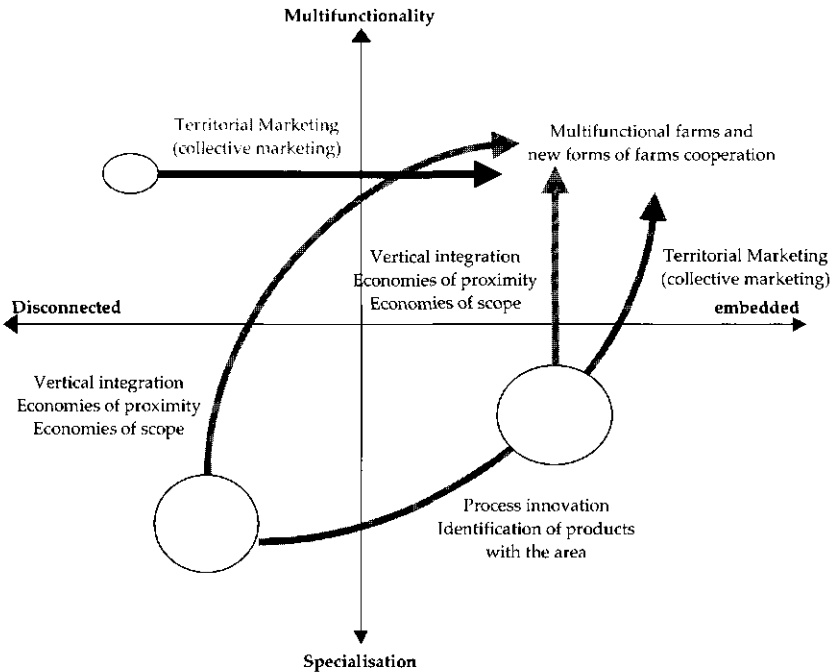 Multifunctionality
Territorial Marketing
(collective marketing)
Multifunctional farms and
new forms of farms cooperation
Vertical integration
Economies of proximity
Economies of scope
Territorial Marketing
(collective marketing)
Disconnected
embedded
Vertical integration
Economies of proximity
Economies of scope
Process innovation
Identification of products
with the area
Specialisation